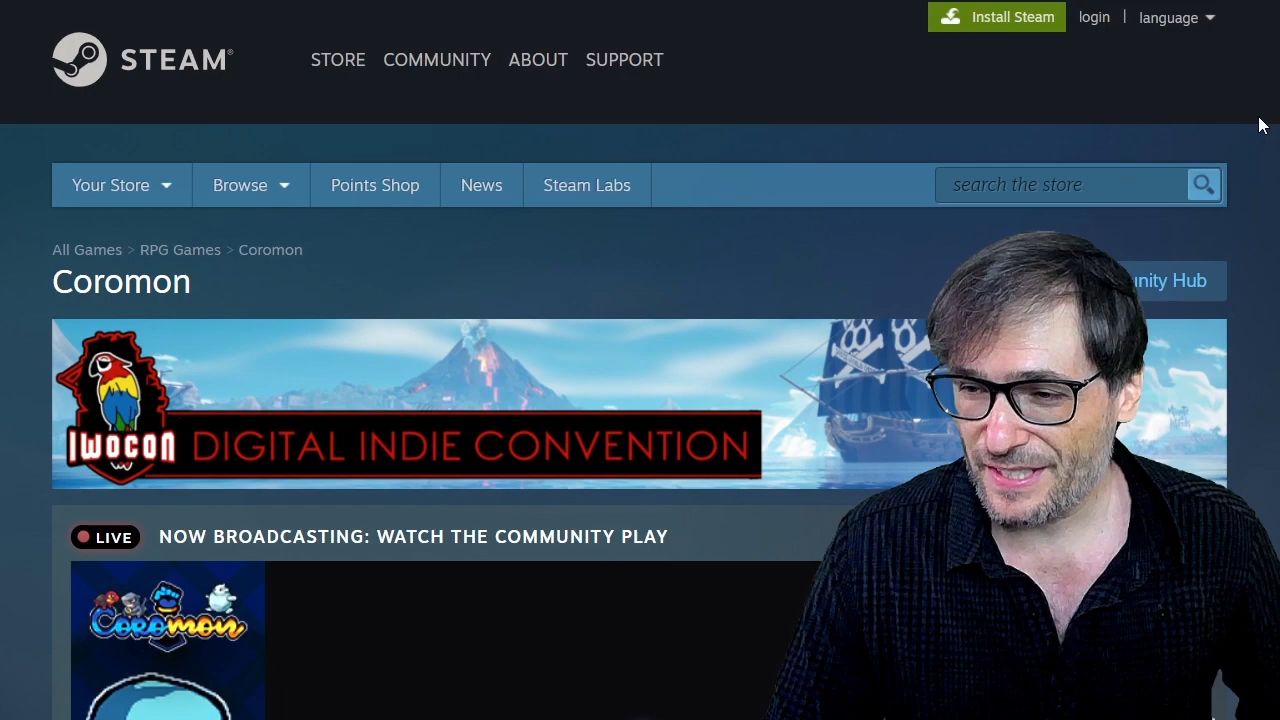 Install Steam login | language
STEAM®
STORE COMMUNITY ABOUT SUPPORT
Your Store Browse Points Shop News Steam Labs search the store
All Games > RPG Games > Coromon
Coromon
nity Hub
IWOCON DIGITAL INDIE CONVENTION
LIVE NOW BROADCASTING: WATCH THE COMMUNITY PLAY
COROMON